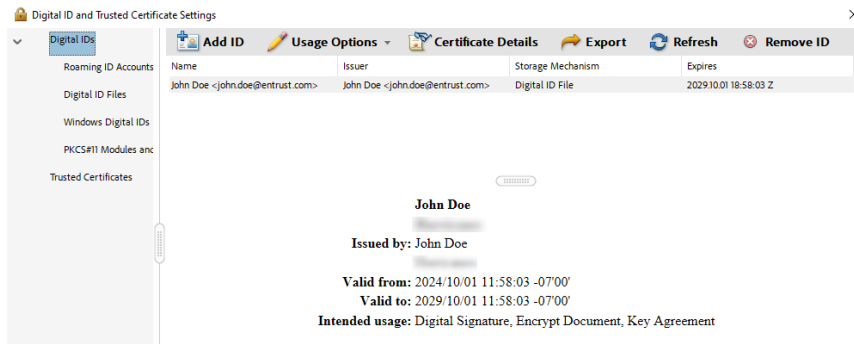 Digital ID and Trusted Certificate Settings
Digital IDs
Roaming ID Accounts
Digital ID Files
Windows Digital IDs
PKCS#11 Modules and
Trusted Certificates
Add ID Usage Options Certificate Details Export Refresh Remove ID
Name Issuer Storage Mechanism Expires
John Doe <john.doe@entrust.com> John Doe <john.doe@entrust.com> Digital ID File 2029.10.01 18:58:03 Z
John Doe
Issued by: John Doe
Valid from: 2024/10/01 11:58:03 -07'00'
Valid to: 2029/10/01 11:58:03 -07'00'
Intended usage: Digital Signature, Encrypt Document, Key Agreement